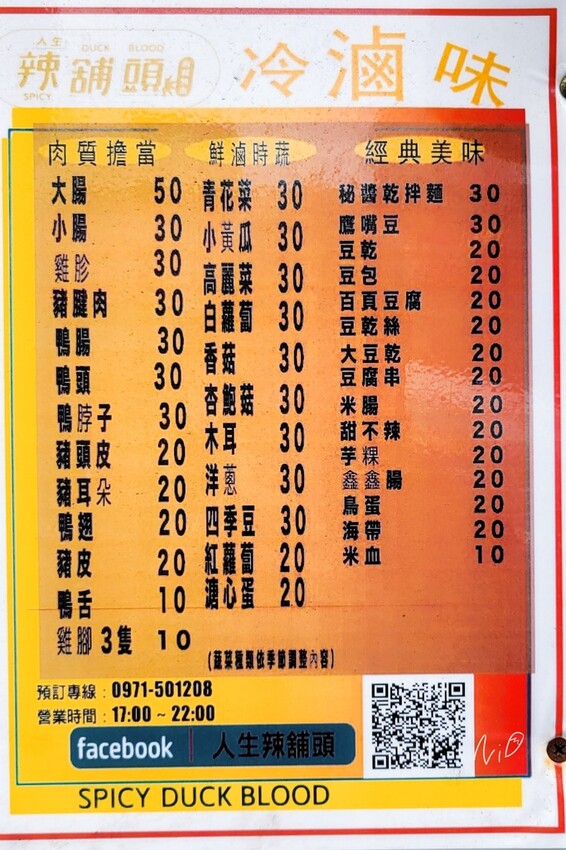 人生 DUCK BLOOD
辣舖頭
SPICY
冷滷味
肉質擔當
大腸 50
小腸 30
雞胗 30
豬腱肉 30
鴨腸 30
鴨頭 30
鴨脖子 30
豬頭皮 20
豬耳朵 20
鴨翅 20
豬皮 20
鴨舌 10
雞腳3隻 10
鮮滷時蔬
青花菜 30
小黃瓜 30
高麗菜 30
白蘿蔔 30
香菇 30
杏鮑菇 30
木耳 30
洋蔥 30
四季豆 30
紅蘿蔔 20
溏心蛋 20
(蔬菜種類依季節調整內容)
經典美味
秘醬乾拌麵 30
鷹嘴豆 30
豆乾 20
豆包 20
百頁豆腐 20
豆乾絲 20
大豆乾 20
豆腐串 20
米腸 20
甜不辣 20
芋粿 20
鑫鑫腸 20
鳥蛋 20
海帶 20
米血 10
預訂專線:0971-501208
營業時間:17:00 ~ 22:00
facebook | 人生辣舖頭
SPICY DUCK BLOOD